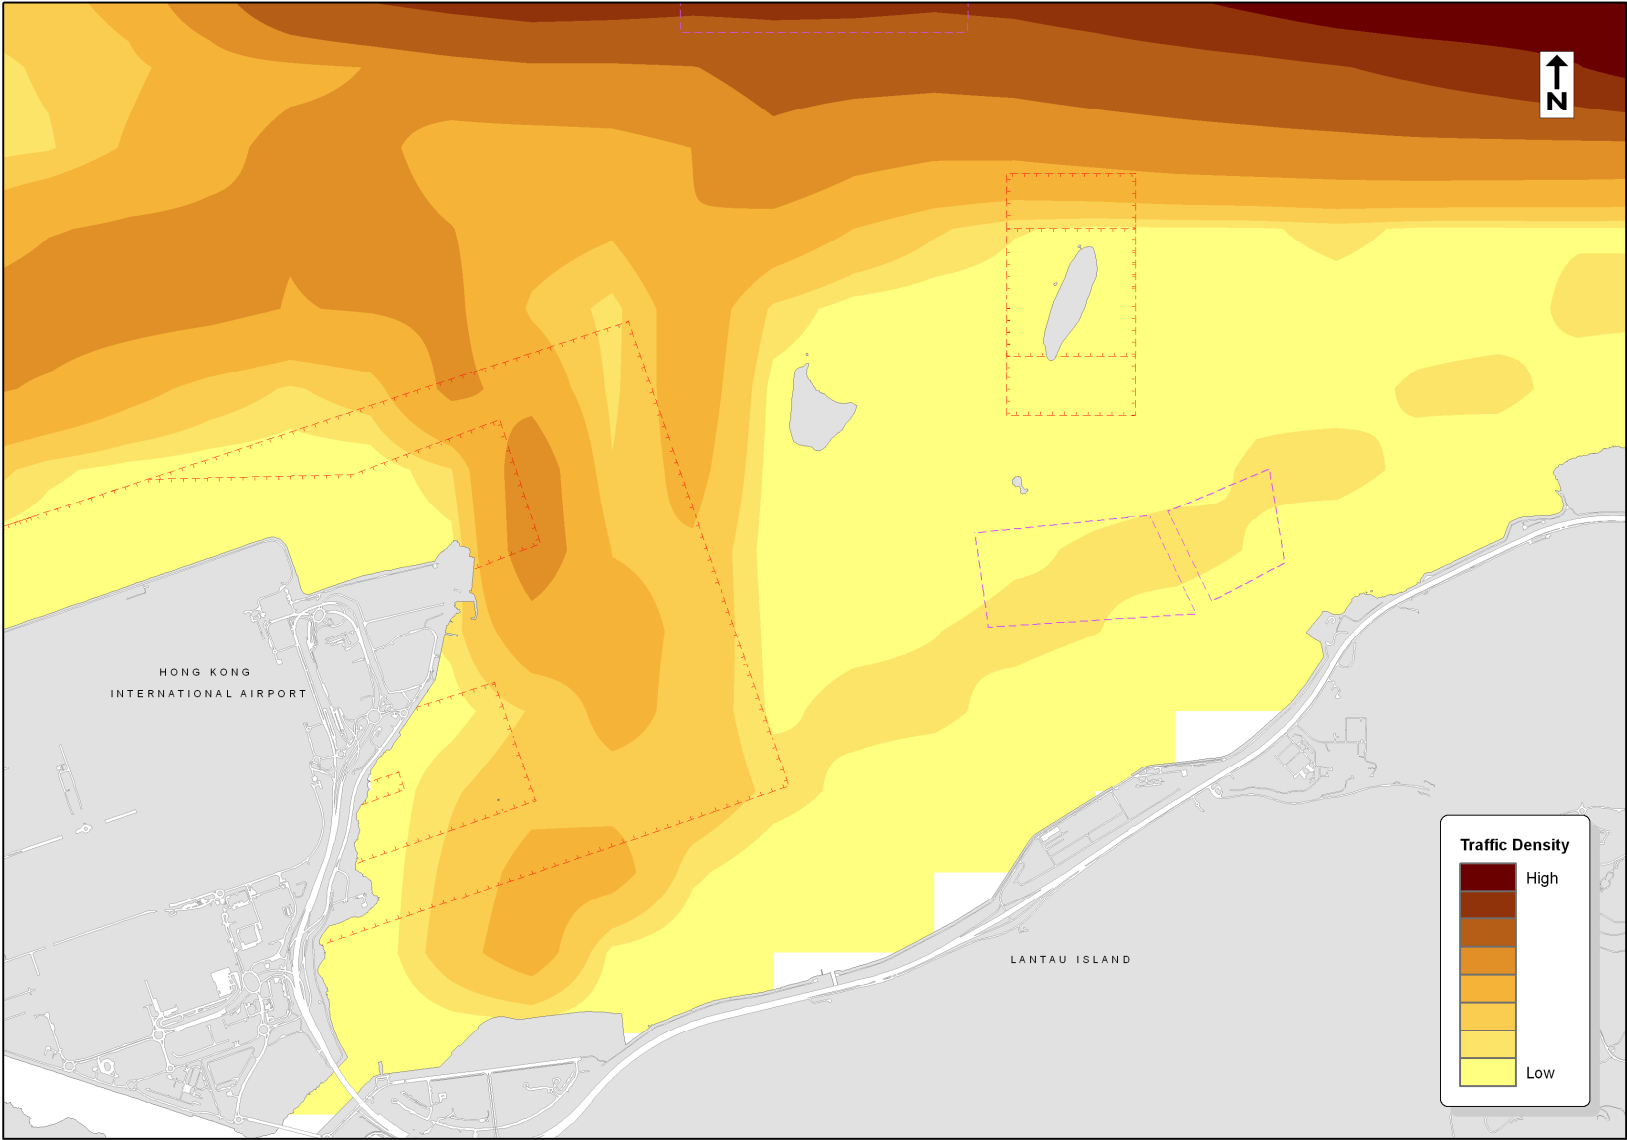 N
HONG KONG
INTERNATIONAL AIRPORT
LANTAU ISLAND
Traffic Density
High
Low